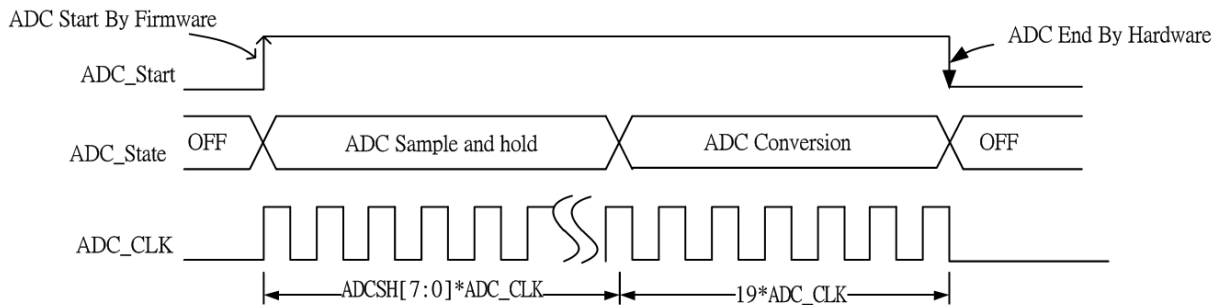 ADC Start By Firmware
ADC End By Hardware
ADC_Start
ADC_State
OFF
ADC Sample and hold
ADC Conversion
OFF
ADC_CLK
ADCSH[7:0]*ADC_CLK
19*ADC_CLK